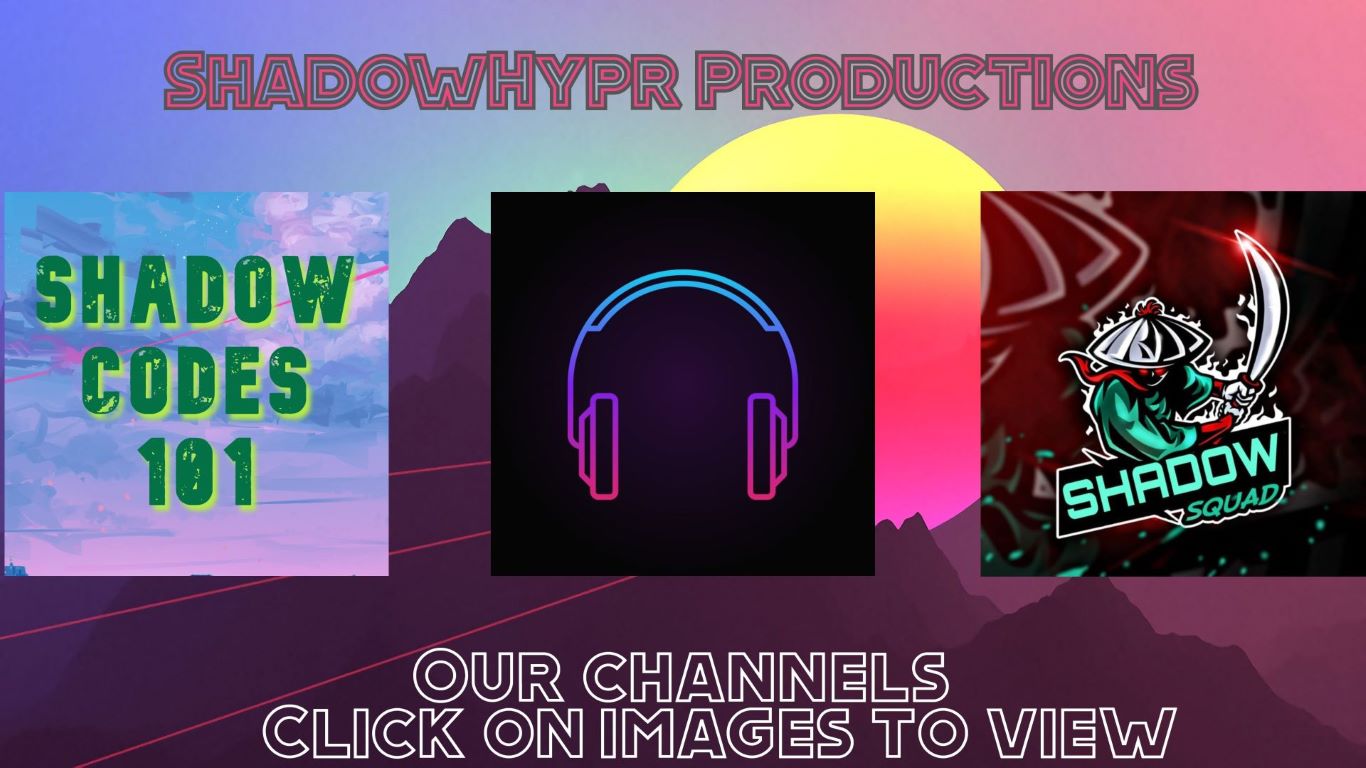 ShadowHypr Productions
SHADOW
CODES
101
SHADOW
SQUAD
Our channels
Click on images to view